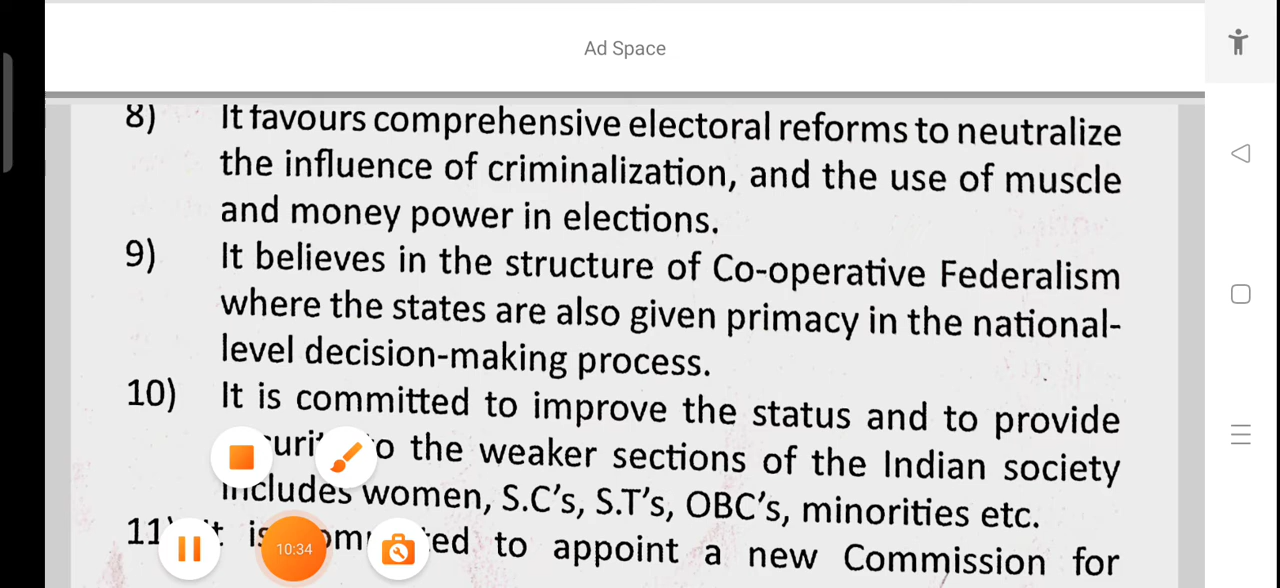 Ad Space
8) It favours comprehensive electoral reforms to neutralize
the influence of criminalization, and the use of muscle
and money power in elections.
9) It believes in the structure of Co-operative Federalism
where the states are also given primacy in the national-
level decision-making process.
10) It is committed to improve the status and to provide
to the weaker sections of the Indian society
includes women, S.C's, S.T's, OBC's, minorities etc.
11) It is to appoint a new Commission for
10:34